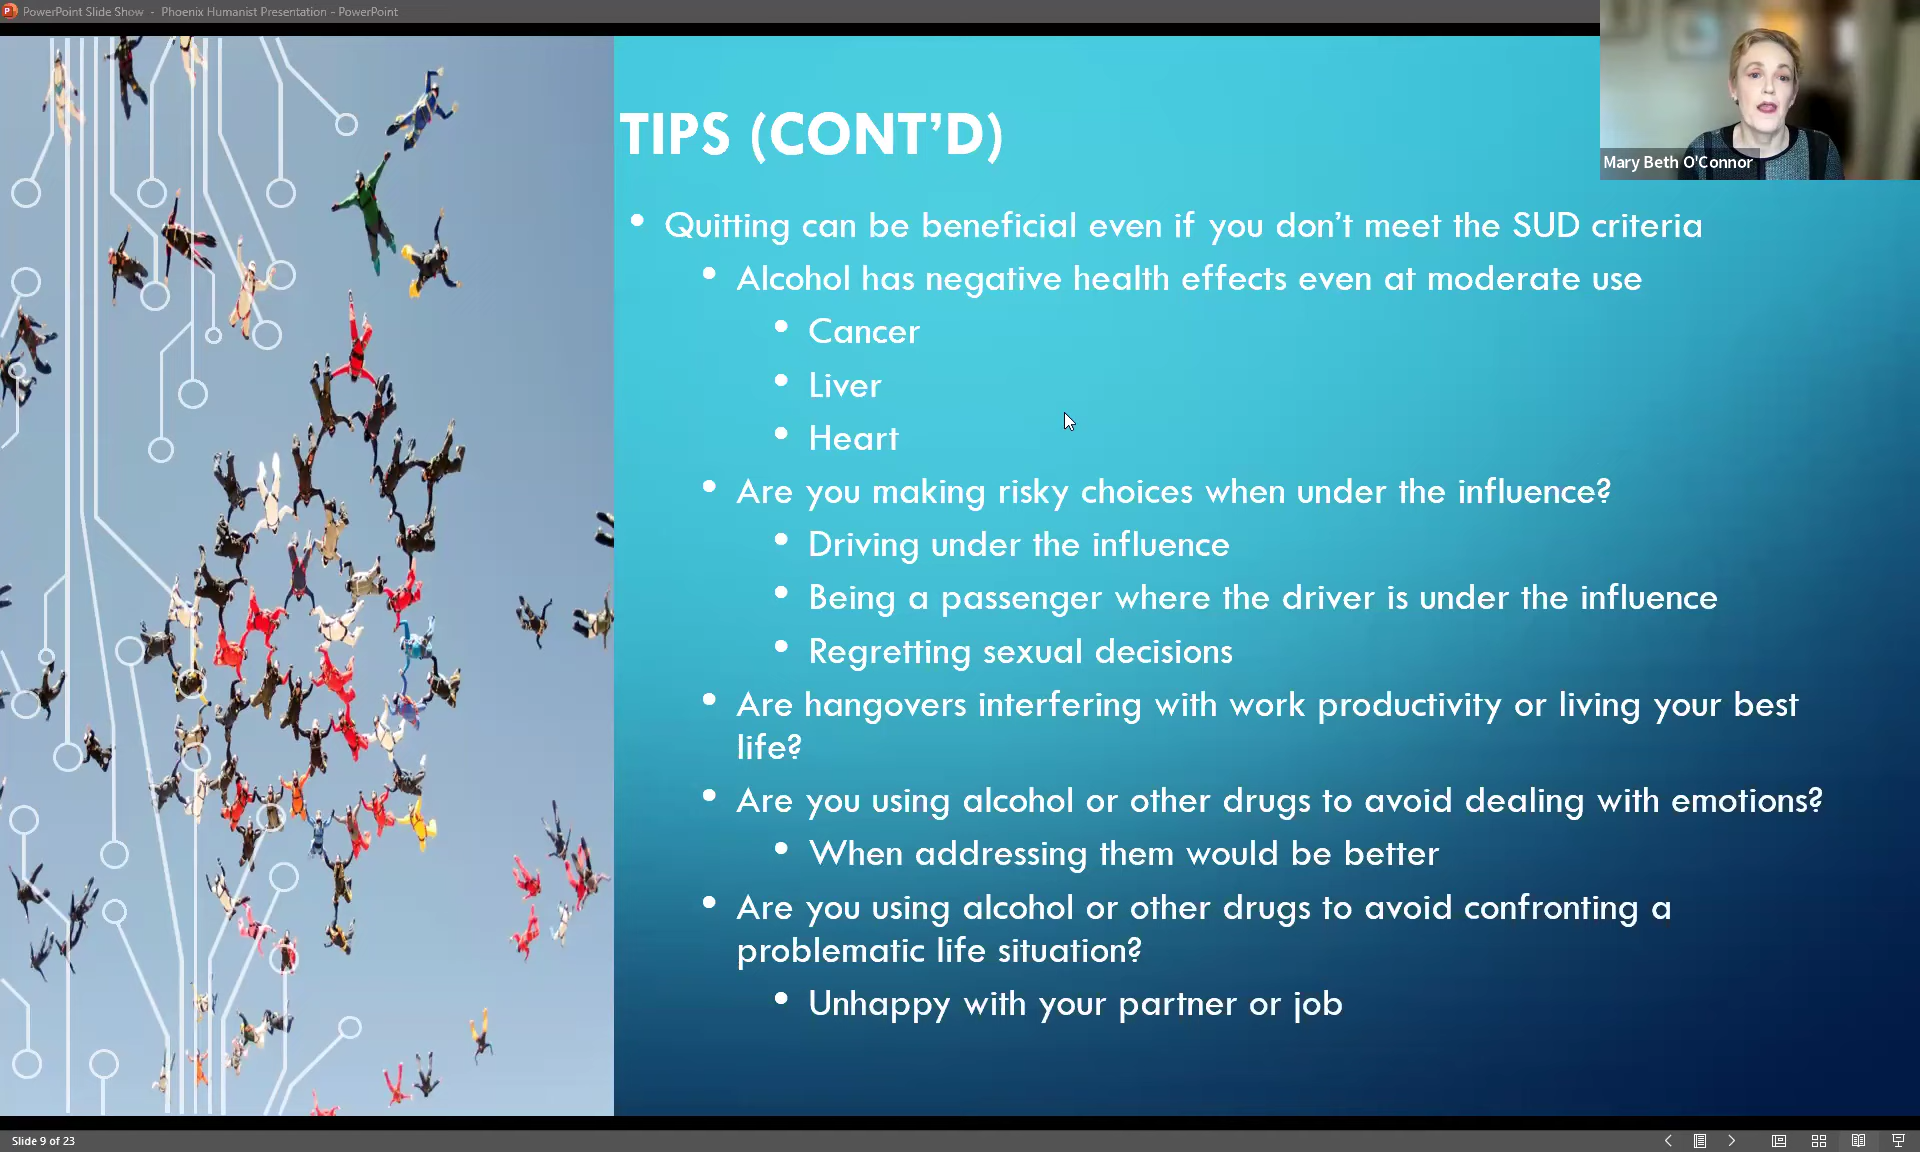 PowerPoint Slide Show - Phoenix Humanist Presentation - PowerPoint
Mary Beth O'Connor
TIPS (CONT’D)
• Quitting can be beneficial even if you don’t meet the SUD criteria
• Alcohol has negative health effects even at moderate use
• Cancer
• Liver
• Heart
• Are you making risky choices when under the influence?
• Driving under the influence
• Being a passenger where the driver is under the influence
• Regretting sexual decisions
• Are hangovers interfering with work productivity or living your best
life?
• Are you using alcohol or other drugs to avoid dealing with emotions?
• When addressing them would be better
• Are you using alcohol or other drugs to avoid confronting a
problematic life situation?
• Unhappy with your partner or job
Slide 9 of 23